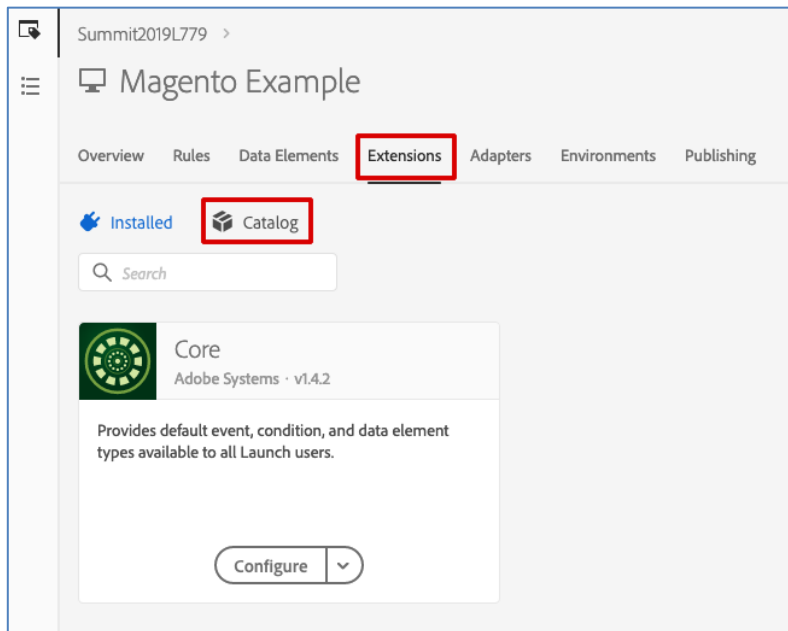 Summit2019L779 >
Magento Example
Overview Rules Data Elements Extensions Adapters Environments Publishing
Installed Catalog
Search
Core
Adobe Systems · v1.4.2
Provides default event, condition, and data element
types available to all Launch users.
Configure